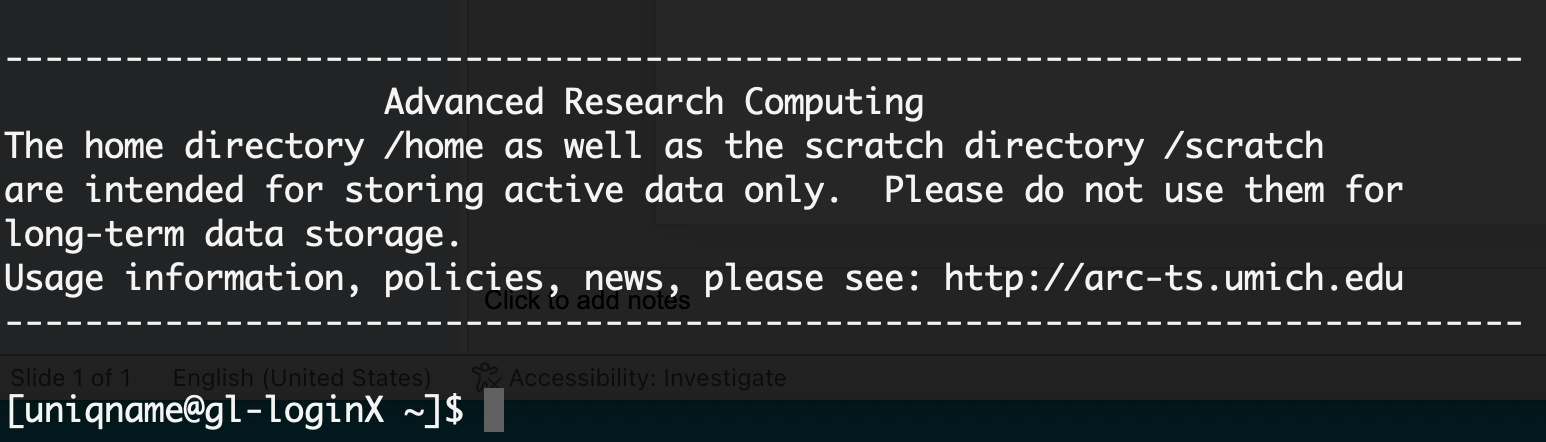 --------------------------------------------------------------------------
Advanced Research Computing
The home directory /home as well as the scratch directory /scratch
are intended for storing active data only.  Please do not use them for
long-term data storage.
Usage information, policies, news, please see: http://arc-ts.umich.edu
Click to add notes
--------------------------------------------------------------------------
Slide 1 of 1 English (United States) Accessibility: Investigate
[uniqname@gl-loginX ~]$